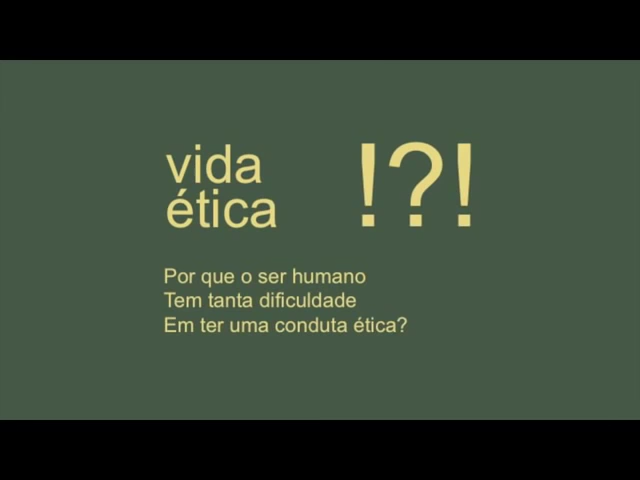 vida
ética
!?!
Por que o ser humano
Tem tanta dificuldade
Em ter uma conduta ética?